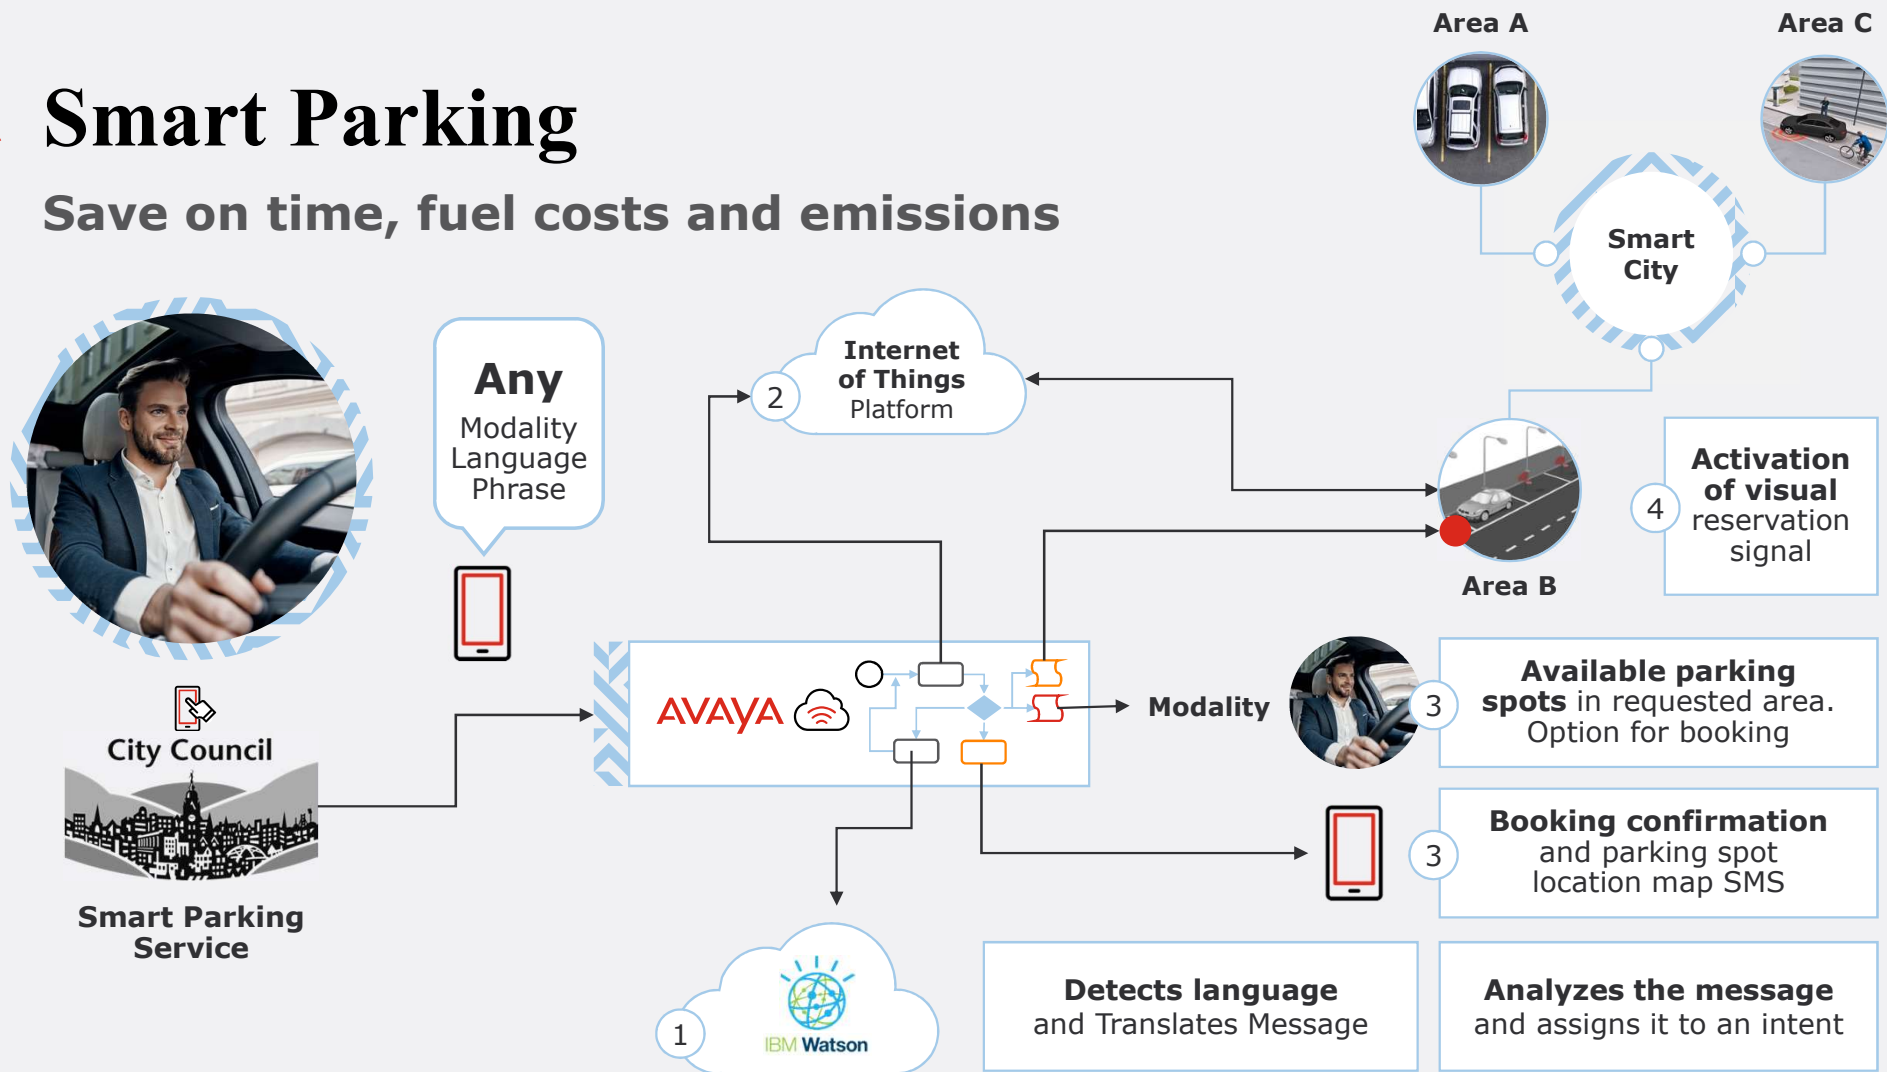 Smart Parking
Save on time, fuel costs and emissions
Area A
Area C
Smart
City
Any
Modality
Language
Phrase
Internet
of Things
Platform
2
Area B
4
Activation
of visual
reservation
signal
AVAYA
Modality
3
Available parking
spots in requested area.
Option for booking
City Council
Smart Parking
Service
3
Booking confirmation
and parking spot
location map SMS
1
IBM Watson
Detects language
and Translates Message
Analyzes the message
and assigns it to an intent